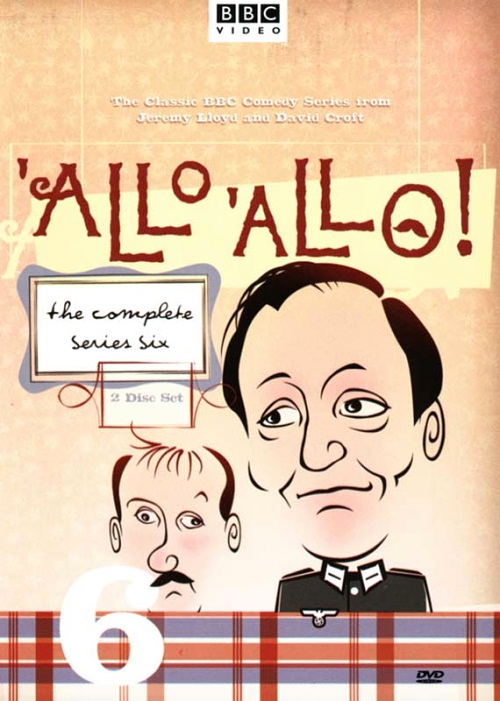 BBC
VIDEO
The Classic BBC Comedy Series from
Jeremy Lloyd and David Croft
'ALLO 'ALLO!
the complete
series six
2 Disc Set
6
DVD